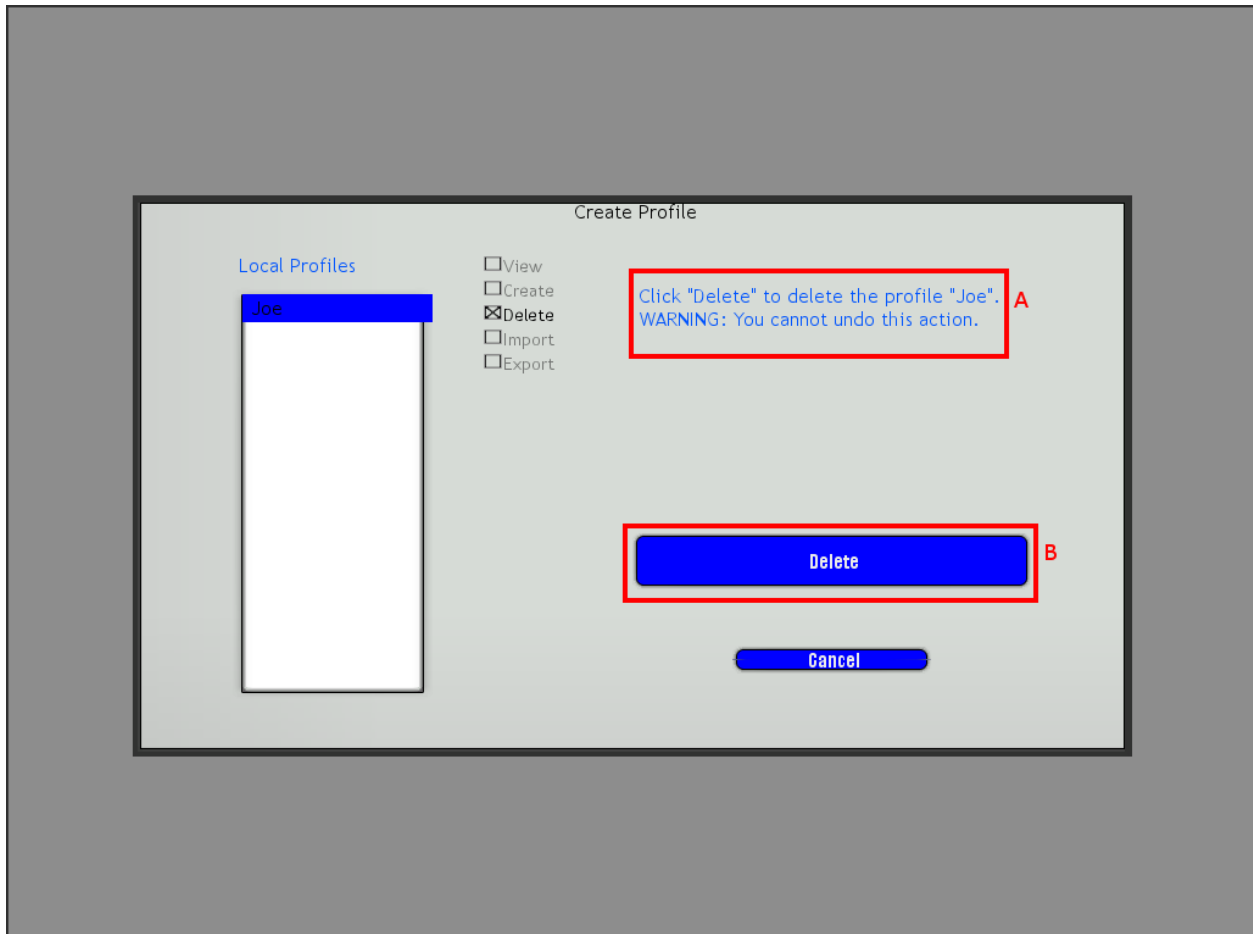 Create Profile
Local Profiles
Joe
View
Create
Delete
Import
Export
Click "Delete" to delete the profile "Joe".
WARNING: You cannot undo this action.
A
Delete
B
Cancel